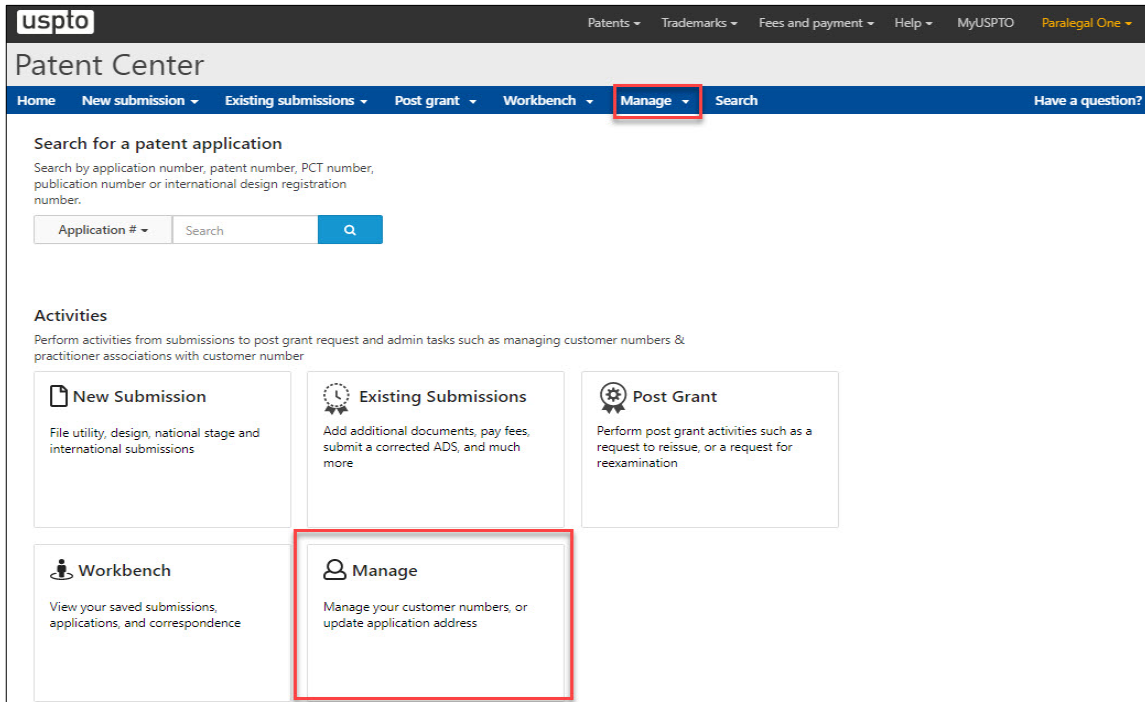 uspto
Patents Trademarks Fees and payment Help MyUSPTO Paralegal One
Patent Center
Home New submission Existing submissions Post grant Workbench Manage Search Have a question?
Search for a patent application
Search by application number, patent number, PCT number,
publication number or international design registration
number.
Application # Search
Activities
Perform activities from submissions to post grant request and admin tasks such as managing customer numbers &
practitioner associations with customer number
New Submission
File utility, design, national stage and
international submissions
Existing Submissions
Add additional documents, pay fees,
submit a corrected ADS, and much
more
Post Grant
Perform post grant activities such as a
request to reissue, or a request for
reexamination
Workbench
View your saved submissions,
applications, and correspondence
Manage
Manage your customer numbers, or
update application address